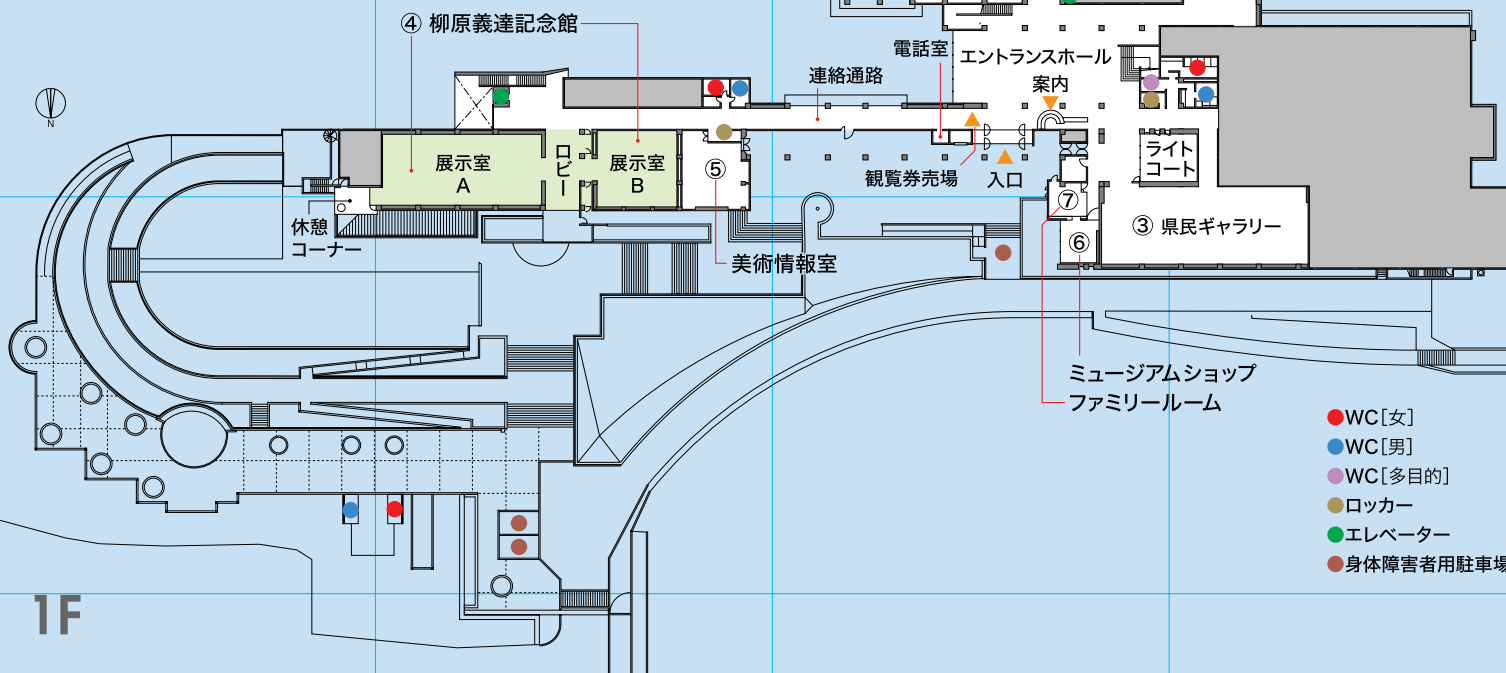 ④ 柳原義達記念館
電話室
エントランスホール
案内
連絡通路
N
展示室
A
ロビー
展示室
B
⑤
観覧券売場
入口
ライト
コート
⑦
⑥
③ 県民ギャラリー
休憩
コーナー
美術情報室
ミュージアムショップ
ファミリールーム
WC[女]
WC[男]
WC[多目的]
ロッカー
エレベーター
身体障害者用駐車場
1F